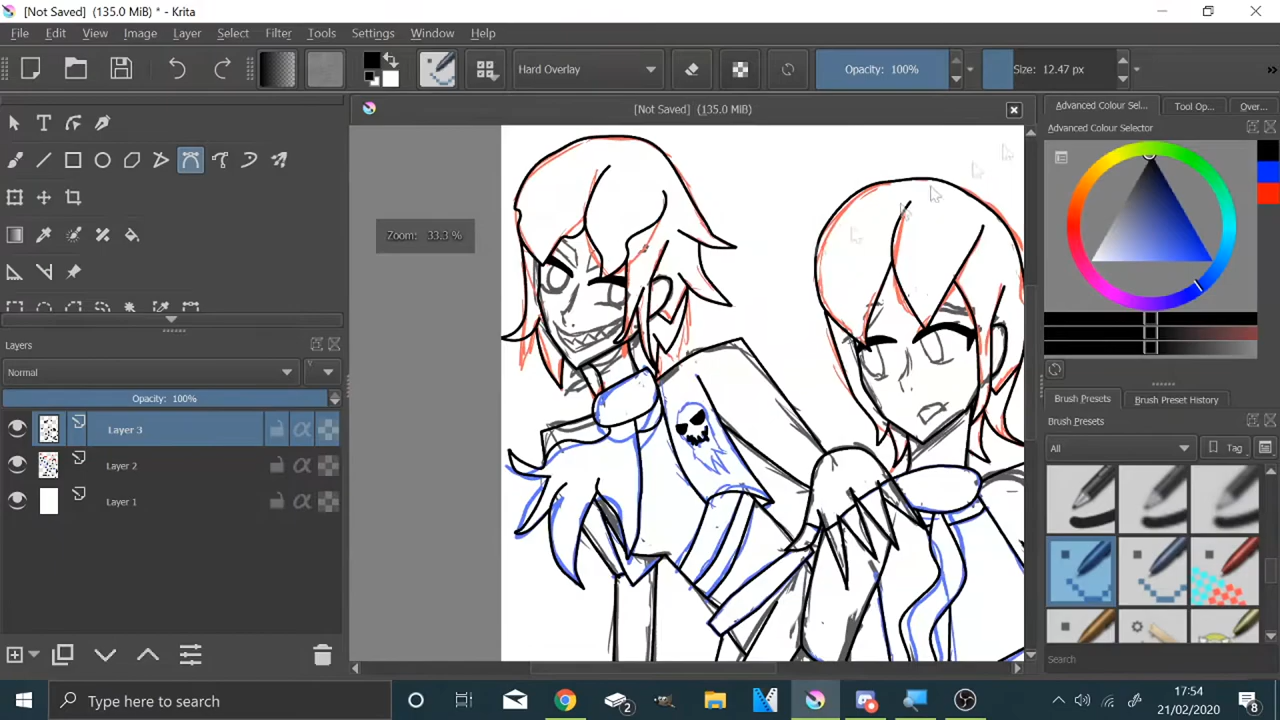 [Not Saved] (135.0 MiB) * - Krita
File Edit View Image Layer Select Filter Tools Settings Window Help
Hard Overlay
Opacity: 100%
Size: 12.47 px
»
[Not Saved] (135.0 MiB)
Advanced Colour Sel...
Tool Op...
Over...
Advanced Colour Selector
Zoom: 33.3 %
Layers
Normal
Opacity: 100%
Layer 3
Layer 2
Layer 1
Brush Presets
Brush Preset History
Brush Presets
All
Tag
Search
Type here to search
2
17:54
21/02/2020
8